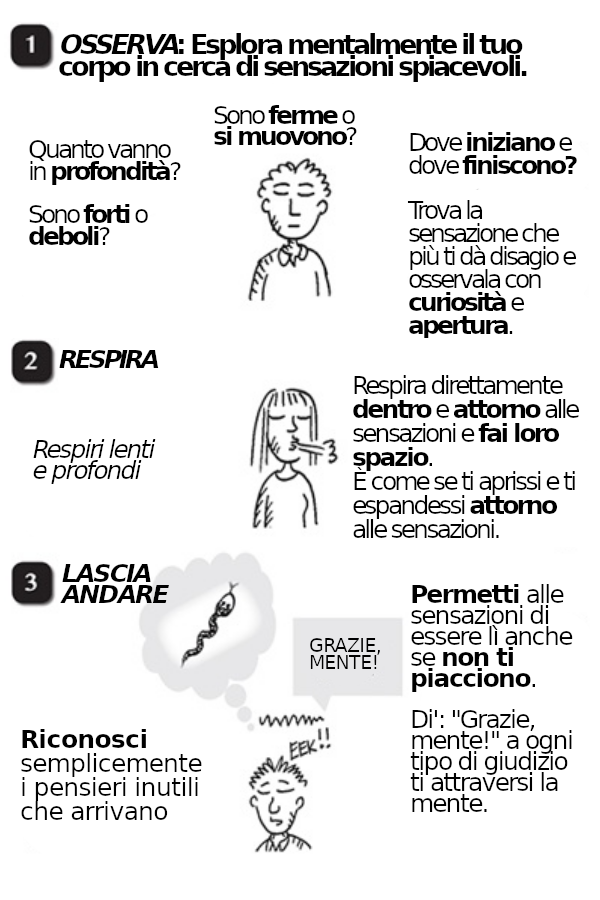 1 OSSERVA: Esplora mentalmente il tuo
corpo in cerca di sensazioni spiacevoli.
Quanto vanno
in profondità?
Sono forti o
deboli?
Sono ferme o
si muovono?
Dove iniziano e
dove finiscono?
Trova la
sensazione che
più ti dà disagio e
osservala con
curiosità e
apertura.
2 RESPIRA
Respiri lenti
e profondi
Respira direttamente
dentro e attorno alle
sensazioni e fai loro
spazio.
È come se ti aprissi e ti
espandessi attorno
alle sensazioni.
3 LASCIA
ANDARE
GRAZIE,
MENTE!
EEK!!
Riconosci
semplicemente
i pensieri inutili
che arrivano
Permetti alle
sensazioni di
essere lì anche
se non ti
piacciono.
Di': "Grazie,
mente!" a ogni
tipo di giudizio
ti attraversi la
mente.